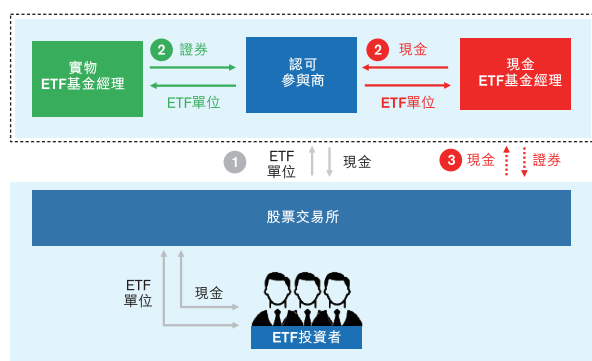 實物
ETF基金經理
2 證券
ETF單位
認可
參與商
2 現金
ETF單位
現金
ETF基金經理
1
ETF
單位
現金
3 現金
證券
股票交易所
ETF
單位
現金
ETF投資者